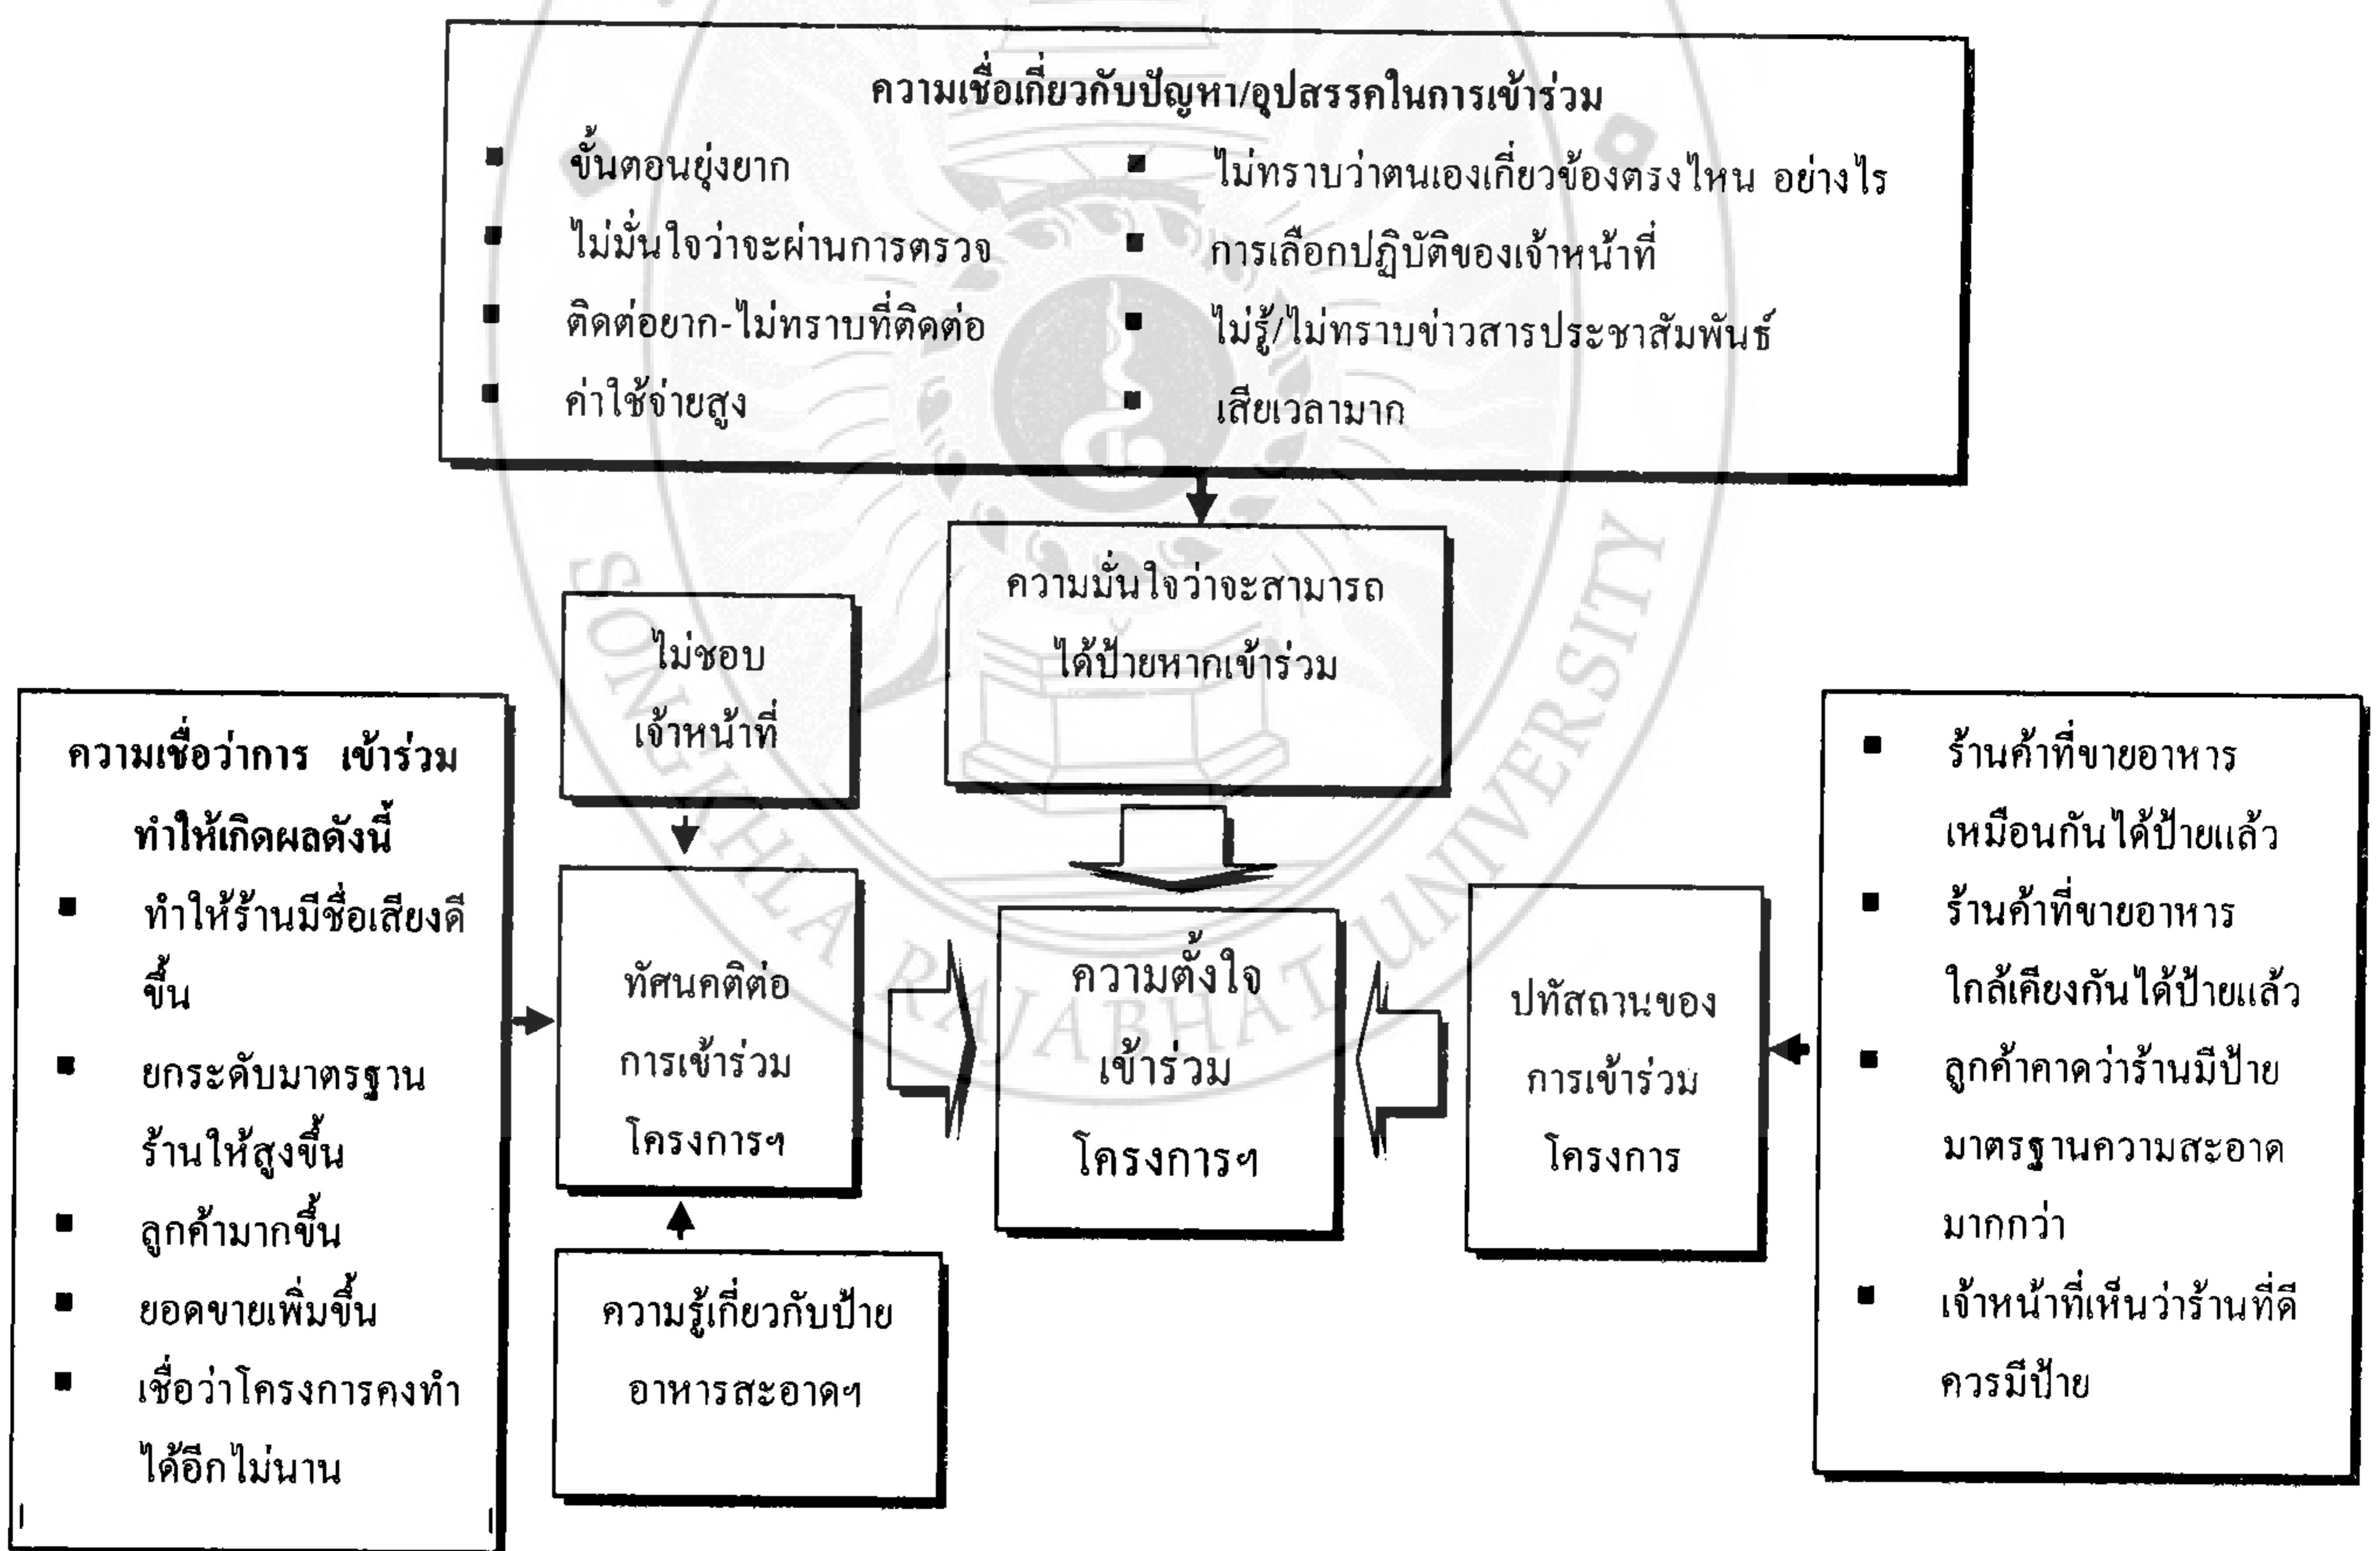 ความเชื่อเกี่ยวกับปัญหา/อุปสรรคในการเข้าร่วม
▪ ขั้นตอนยุ่งยาก
▪ ไม่มั่นใจว่าจะผ่านการตรวจ
▪ ติดต่อยาก-ไม่ทราบที่ติดต่อ
▪ ค่าใช้จ่ายสูง
▪ ไม่ทราบว่าตนเองเกี่ยวข้องตรงไหน อย่างไร
▪ การเลือกปฏิบัติของเจ้าหน้าที่
▪ ไม่รู้/ไม่ทราบข่าวสารประชาสัมพันธ์
▪ เสียเวลามาก
ความมั่นใจว่าจะสามารถ
ได้ป้ายหากเข้าร่วม
ไม่ชอบ
เจ้าหน้าที่
ความเชื่อว่าการ เข้าร่วม
ทำให้เกิดผลดังนี้
▪ ทำให้ร้านมีชื่อเสียงดี
ขึ้น
▪ ยกระดับมาตรฐาน
ร้านให้สูงขึ้น
▪ ลูกค้ามากขึ้น
▪ ยอดขายเพิ่มขึ้น
▪ เชื่อว่าโครงการคงทำ
ได้อีกไม่นาน
ทัศนคติต่อ
การเข้าร่วม
โครงการฯ
ความรู้เกี่ยวกับป้าย
อาหารสะอาดฯ
ความตั้งใจ
เข้าร่วม
โครงการฯ
ปทัสถานของ
การเข้าร่วม
โครงการ
▪ ร้านค้าที่ขายอาหาร
เหมือนกันได้ป้ายแล้ว
▪ ร้านค้าที่ขายอาหาร
ใกล้เคียงกันได้ป้ายแล้ว
▪ ลูกค้าคาดว่าร้านมีป้าย
มาตรฐานความสะอาด
มากกว่า
▪ เจ้าหน้าที่เห็นว่าร้านที่ดี
ควรมีป้าย
SONGKHLA RAJABHAT UNIVERSITY